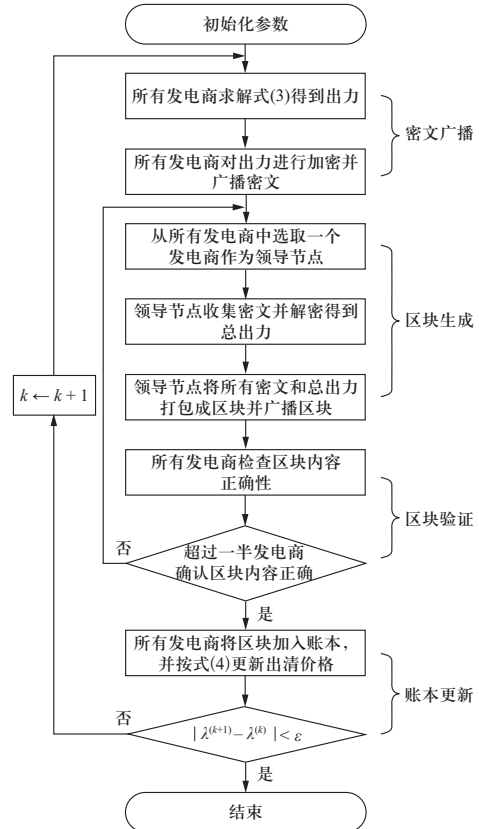 初始化参数
所有发电商求解式(3)得到出力
密文广播
所有发电商对出力进行加密并
广播密文
从所有发电商中选取一个
发电商作为领导节点
领导节点收集密文并解密得到
总出力
区块生成
k ← k + 1
领导节点将所有密文和总出力
打包成区块并广播区块
所有发电商检查区块内容
正确性
区块验证
否
超过一半发电商
确认区块内容正确
是
所有发电商将区块加入账本，
并按式(4)更新出清价格
账本更新
否
| λ^(k+1) − λ^(k) | < ε
是
结束